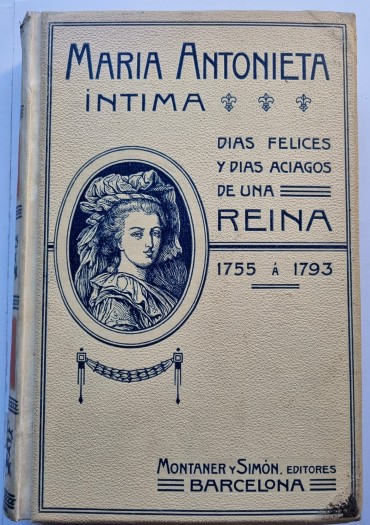 MARIA ANTONIETA
ÍNTIMA
DIAS FELICES
Y DIAS ACIAGOS
DE UNA
REINA
1755 Á 1793
MONTANER Y SIMÓN, EDITORES
BARCELONA